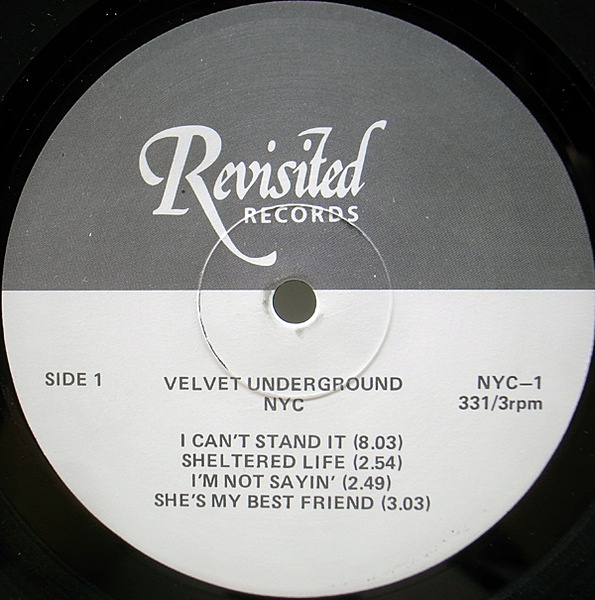 Revisited
RECORDS
SIDE 1
VELVET UNDERGROUND
NYC
NYC–1
331/3rpm
I CAN'T STAND IT (8.03)
SHELTERED LIFE (2.54)
I'M NOT SAYIN' (2.49)
SHE'S MY BEST FRIEND (3.03)